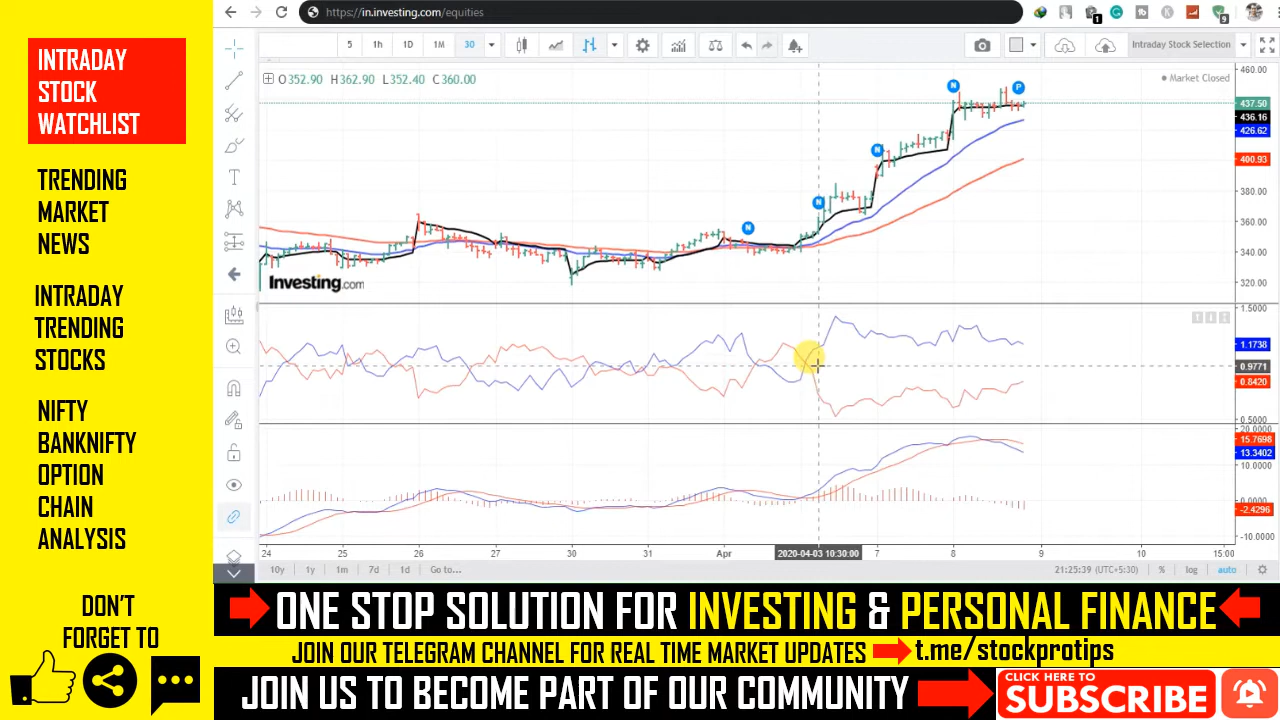 https://in.investing.com/equities
5 1h 1D 1M 30
Intraday Stock Selection
O352.90 H362.90 L352.40 C360.00
Market Closed
N
N
N
N
P
460.00
437.50
436.16
426.62
400.93
380.00
360.00
340.00
320.00
Investing.com
1.5000
1.1738
0.9771
0.8420
0.5000
20.0000
15.7698
13.3402
10.0000
0.0000
-2.4296
-10.0000
24 25 26 27 30 31 Apr 2020-04-03 10:30:00 7 8 9 10 15:00
10y 1y 1m 7d 1d Go to...
21:25:39 (UTC+5:30) % log auto
INTRADAY
STOCK
WATCHLIST
TRENDING
MARKET
NEWS
INTRADAY
TRENDING
STOCKS
NIFTY
BANKNIFTY
OPTION
CHAIN
ANALYSIS
DON'T
FORGET TO
ONE STOP SOLUTION FOR INVESTING & PERSONAL FINANCE
JOIN OUR TELEGRAM CHANNEL FOR REAL TIME MARKET UPDATES t.me/stockprotips
JOIN US TO BECOME PART OF OUR COMMUNITY
CLICK HERE TO
SUBSCRIBE